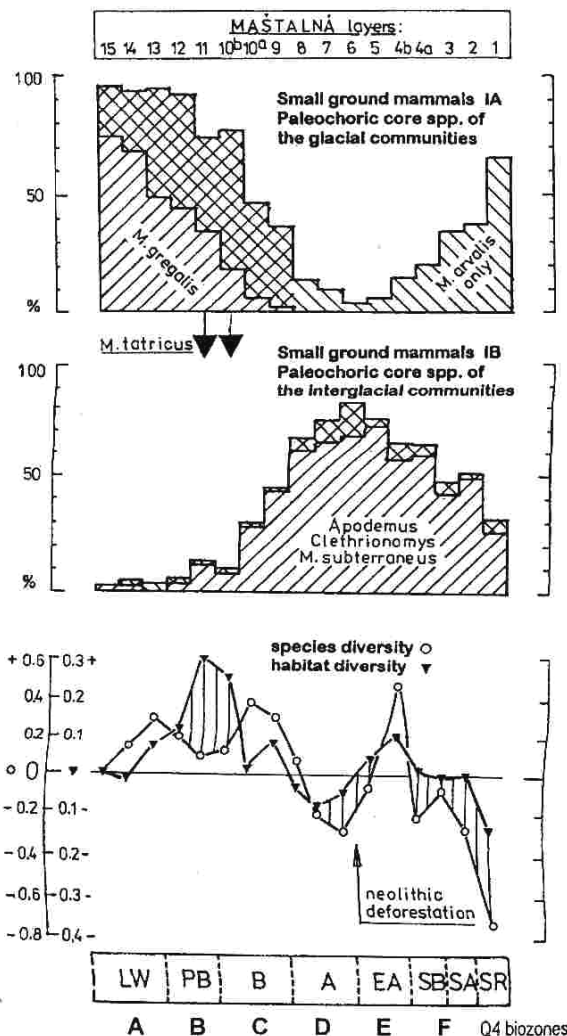 MAŠTALNÁ layers:
15 14 13 12 11 10b 10a 9 8 7 6 5 4b 4a 3 2 1
100
50
%
Small ground mammals IA
Paleochoric core spp. of
the glacial communities
M. gregalis
M. arvalis
only
M. tatricus
Small ground mammals IB
Paleochoric core spp. of
the interglacial communities
100
50
%
Apodemus
Clethrionomys
M. subterraneus
species diversity ○
habitat diversity ▼
+ 0.6 0.3 +
0.4 0.2
0.2 0.1
○ 0 ▼
- 0.2 0.1 -
- 0.4 0.2 -
- 0.6 0.3 -
- 0.8 0,4 -
neolithic
deforestation
LW PB B A EA SB SA SR
A B C D E F Q4 biozones